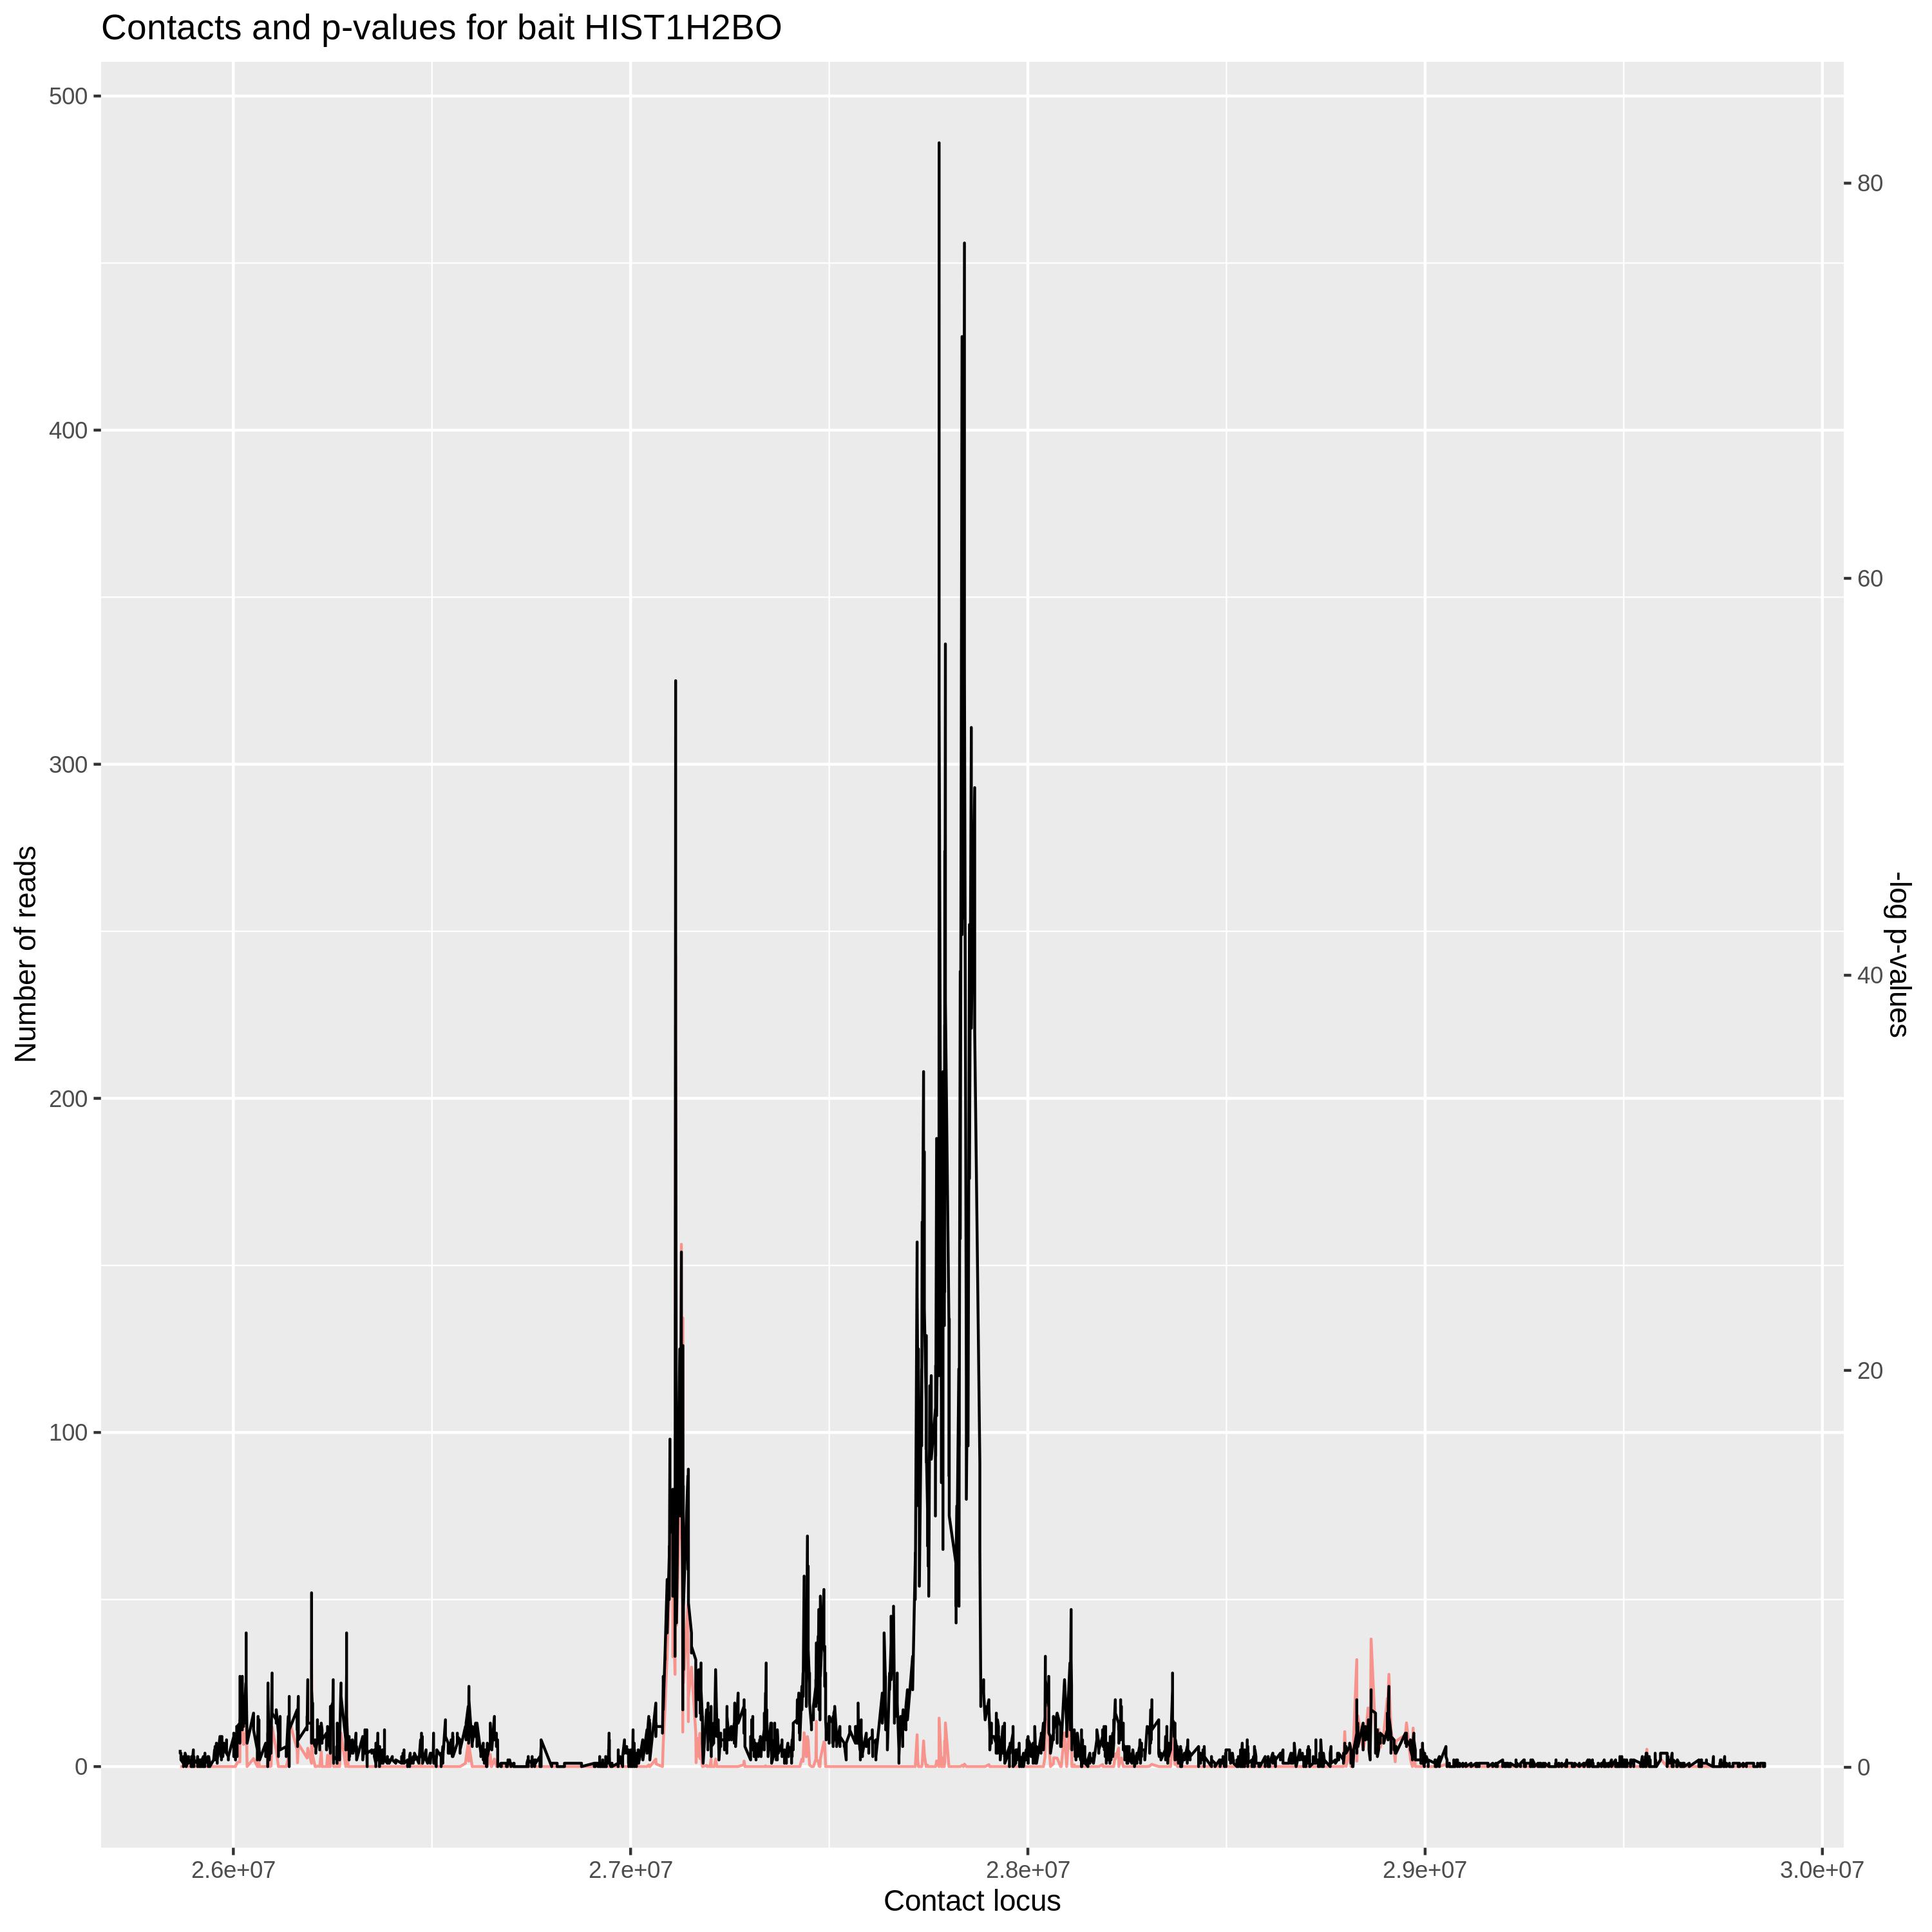 Contacts and p-values for bait HIST1H2BO
500
400
300
200
100
0
Number of reads
80
60
40
20
0
-log p-values
2.6e+07
2.7e+07
2.8e+07
2.9e+07
3.0e+07
Contact locus